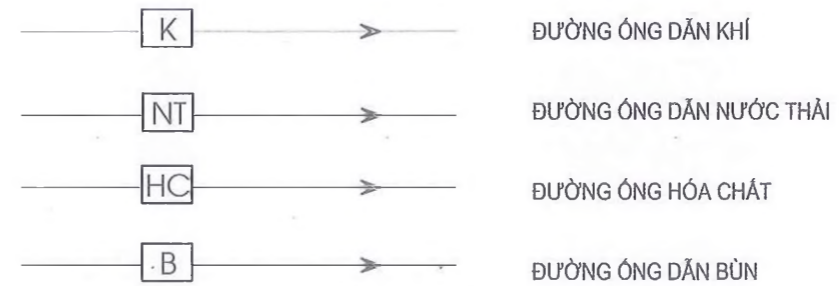 K ĐƯỜNG ỐNG DẪN KHÍ
NT ĐƯỜNG ỐNG DẪN NƯỚC THẢI
HC ĐƯỜNG ỐNG HÓA CHẤT
B ĐƯỜNG ỐNG DẪN BÙN